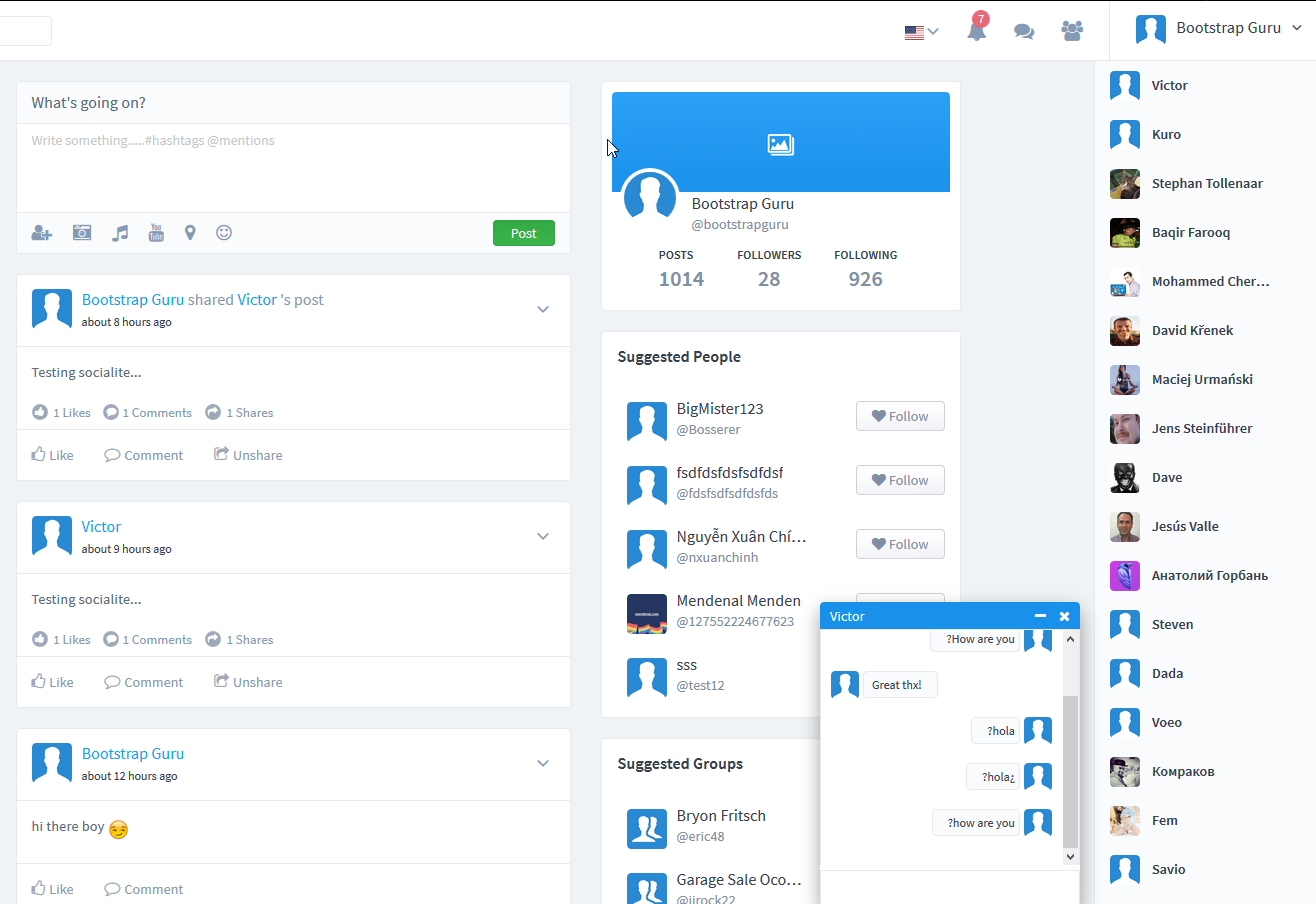 7
Bootstrap Guru
What's going on?
Write something.....#hashtags @mentions
You
Tube
Post
Bootstrap Guru shared Victor 's post
about 8 hours ago
Testing socialite...
1 Likes 1 Comments 1 Shares
Like Comment Unshare
Victor
about 9 hours ago
Testing socialite...
1 Likes 1 Comments 1 Shares
Like Comment Unshare
Bootstrap Guru
about 12 hours ago
hi there boy
Like Comment
Bootstrap Guru
@bootstrapguru
POSTS FOLLOWERS FOLLOWING
1014 28 926
Suggested People
BigMister123
@Bosserer
Follow
fsdfdsfdsfsdfdsf
@fdsfsdfsdfdsfds
Follow
Nguyễn Xuân Chí...
@nxuanchinh
Follow
Mendenal Menden
@127552224677623
sss
@test12
Suggested Groups
Bryon Fritsch
@eric48
Garage Sale Oco...
@jjrock22
Victor
?How are you
Great thx!
?hola
?hola¿
?how are you
Victor
Kuro
Stephan Tollenaar
Baqir Farooq
Mohammed Cher...
David Křenek
Maciej Urmański
Jens Steinführer
Dave
Jesús Valle
Анатолий Горбань
Steven
Dada
Voeo
Комраков
Fem
Savio